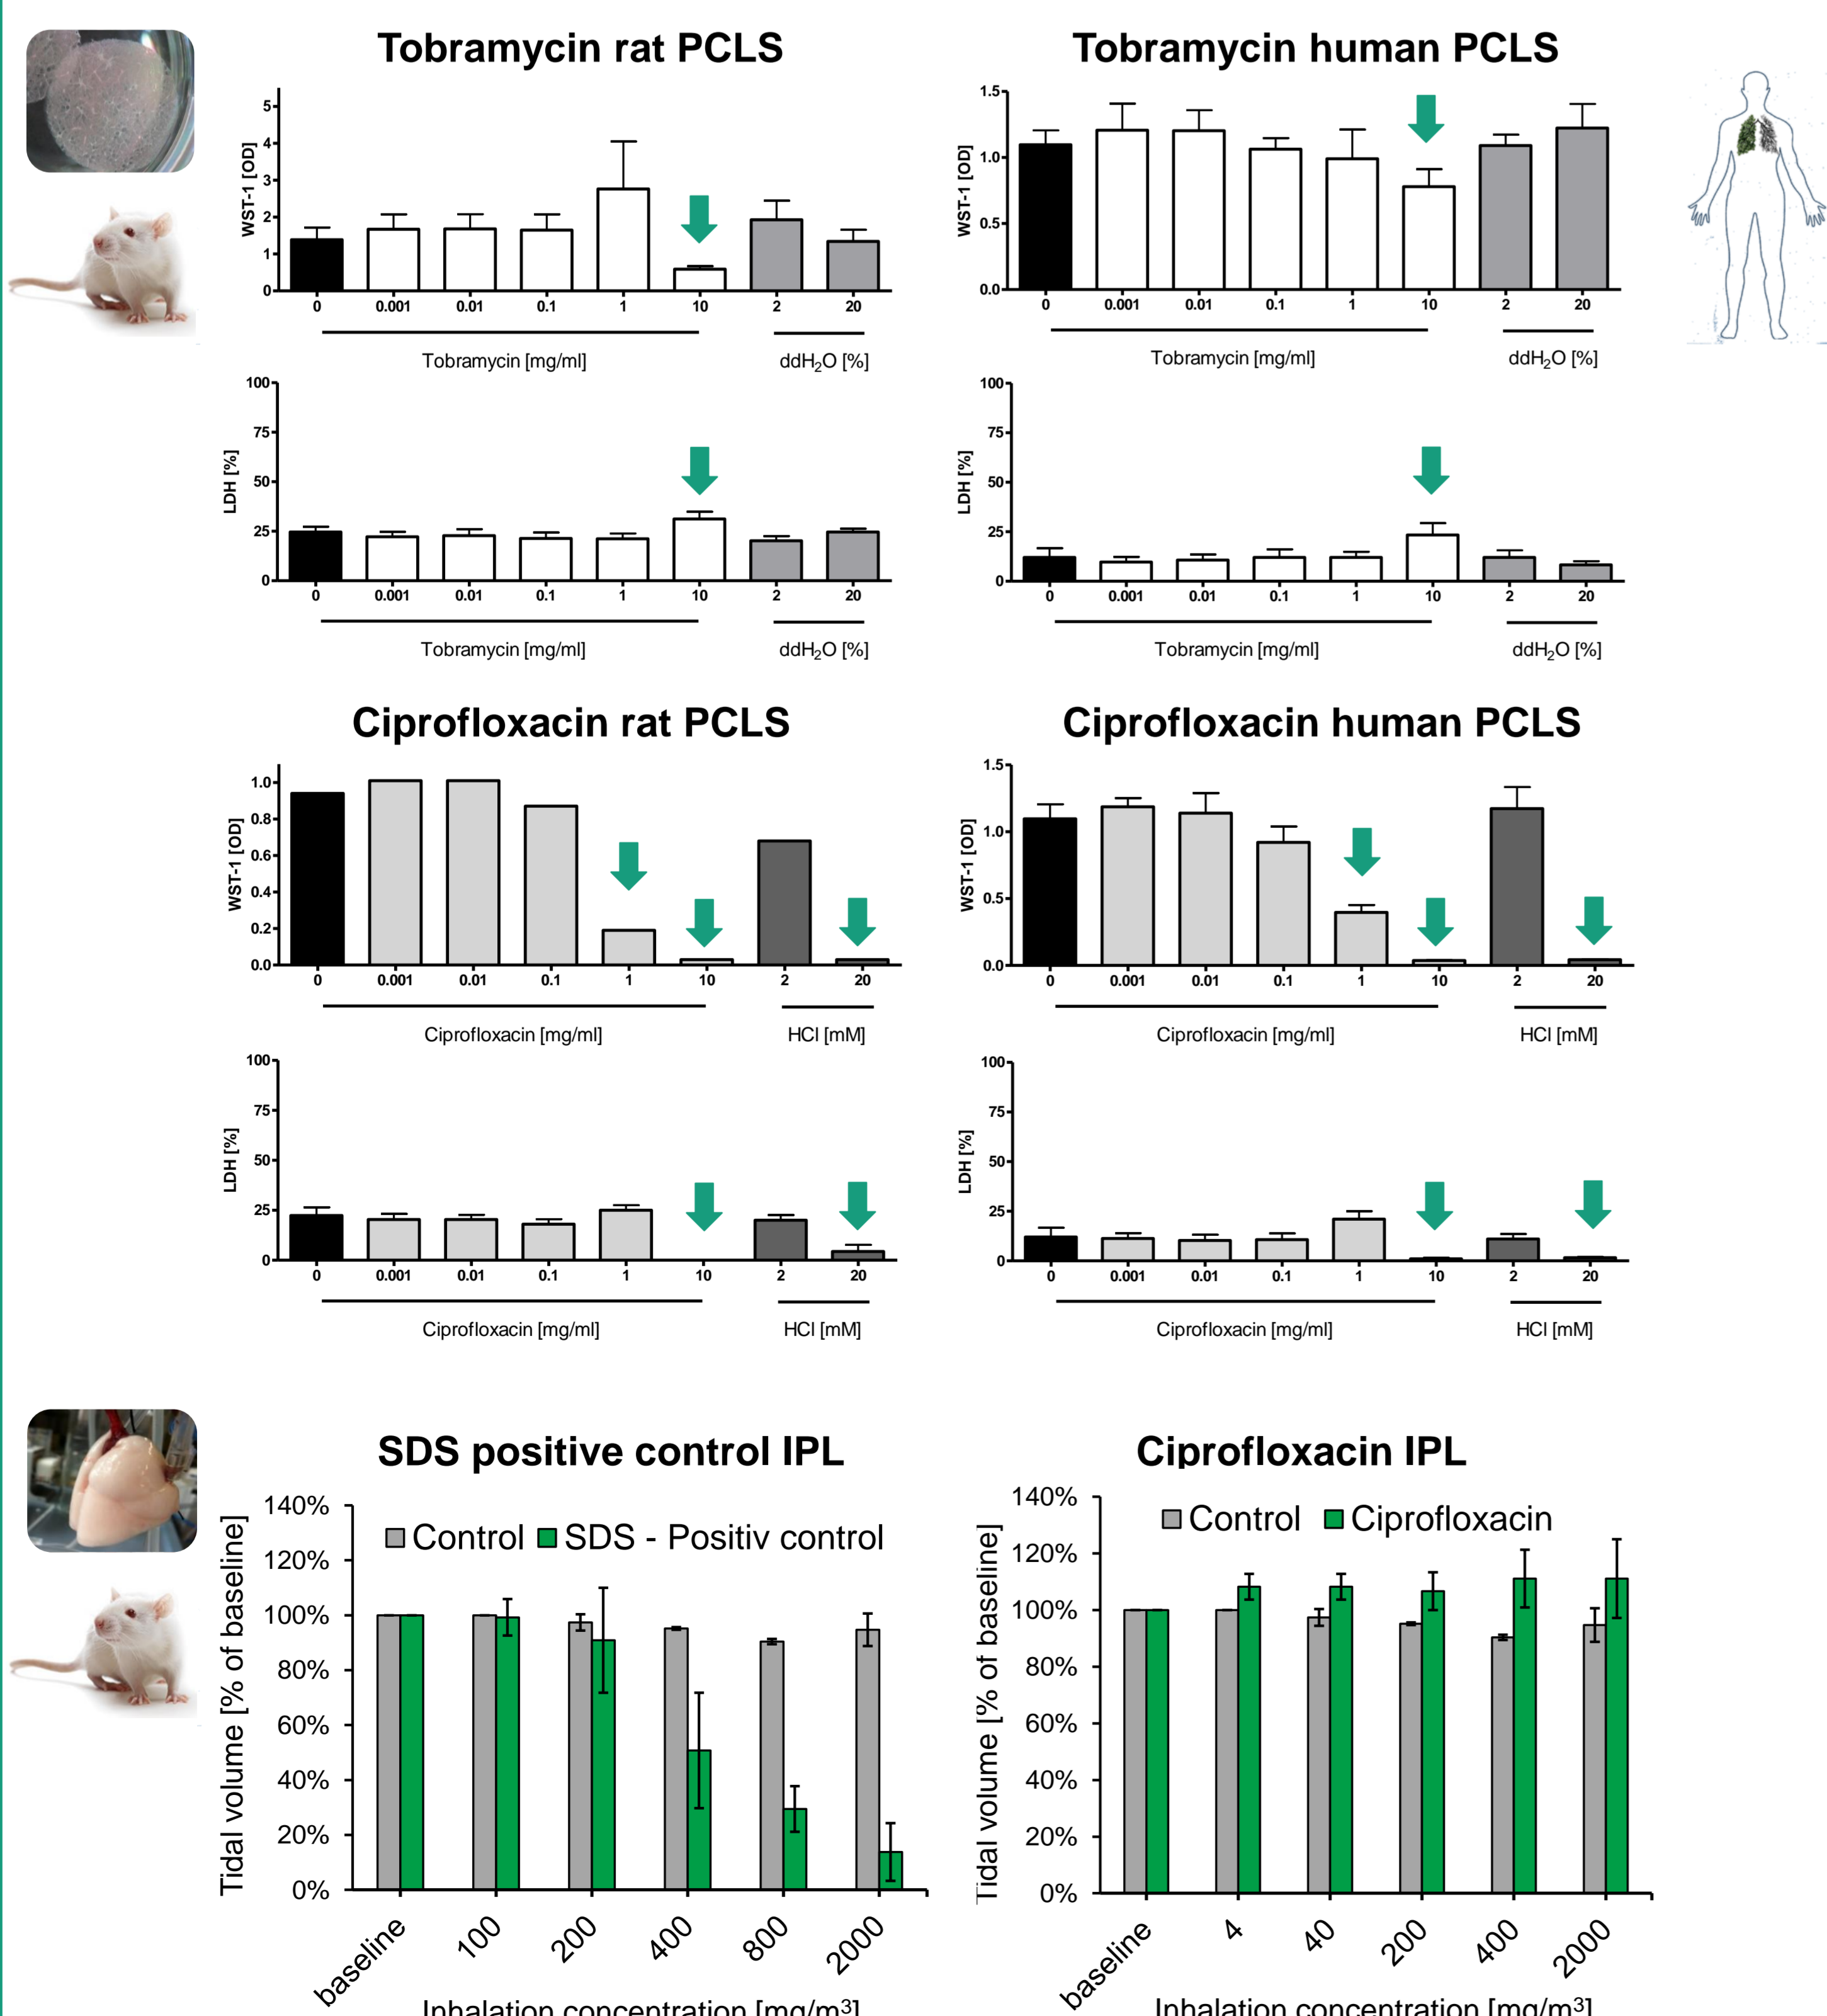 Tobramycin rat PCLS
WST-1 [OD]
5
4
3
2
1
0
0 0.001 0.01 0.1 1 10 2 20
Tobramycin [mg/ml] ddH₂O [%]
LDH [%]
100
75
50
25
0
0 0.001 0.01 0.1 1 10 2 20
Tobramycin [mg/ml] ddH₂O [%]
Tobramycin human PCLS
WST-1 [OD]
1.5
1.0
0.5
0.0
0 0.001 0.01 0.1 1 10 2 20
Tobramycin [mg/ml] ddH₂O [%]
LDH [%]
100
75
50
25
0
0 0.001 0.01 0.1 1 10 2 20
Tobramycin [mg/ml] ddH₂O [%]
Ciprofloxacin rat PCLS
WST-1 [OD]
1.0
0.8
0.6
0.4
0.2
0.0
0 0.001 0.01 0.1 1 10 2 20
Ciprofloxacin [mg/ml] HCl [mM]
LDH [%]
100
75
50
25
0
0 0.001 0.01 0.1 1 10 2 20
Ciprofloxacin [mg/ml] HCl [mM]
Ciprofloxacin human PCLS
WST-1 [OD]
1.5
1.0
0.5
0.0
0 0.001 0.01 0.1 1 10 2 20
Ciprofloxacin [mg/ml] HCl [mM]
LDH [%]
100
75
50
25
0
0 0.001 0.01 0.1 1 10 2 20
Ciprofloxacin [mg/ml] HCl [mM]
SDS positive control IPL
Control SDS - Positiv control
Tidal volume [% of baseline]
140%
120%
100%
80%
60%
40%
20%
0%
baseline 100 200 400 800 2000
Inhalation concentration [mg/m³]
Ciprofloxacin IPL
Control Ciprofloxacin
Tidal volume [% of baseline]
140%
120%
100%
80%
60%
40%
20%
0%
baseline 4 40 200 400 2000
Inhalation concentration [mg/m³]